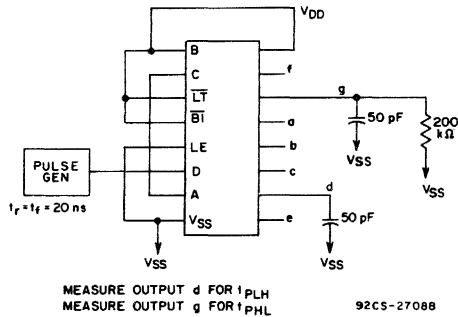 VDD
B
C
LT
BI
LE
D
A
VSS
f
g
a
b
c
d
e
50 pF
VSS
200
kΩ
VSS
50 pF
VSS
PULSE
GEN
tr = tf = 20 ns
VSS
MEASURE OUTPUT d FOR tPLH
MEASURE OUTPUT g FOR tPHL
92CS-27088